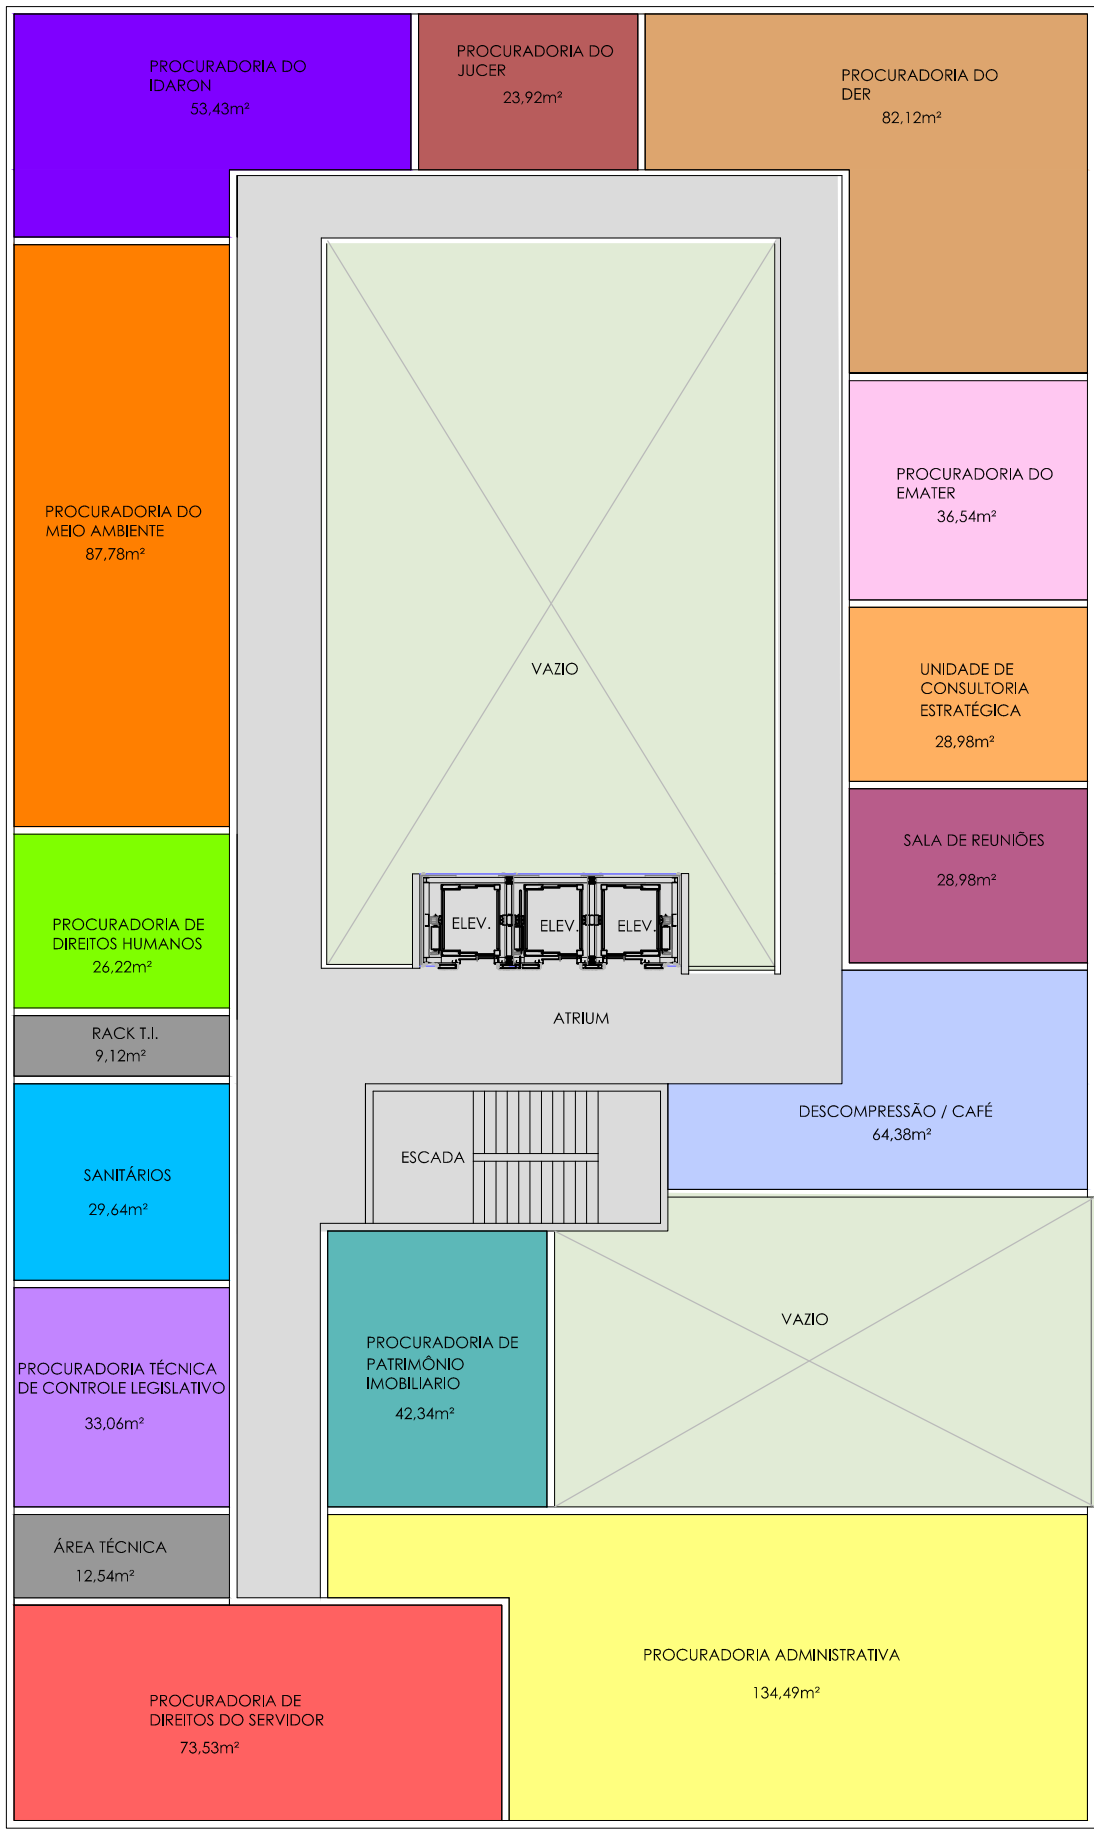 PROCURADORIA DO
IDARON
53,43m²
PROCURADORIA DO
JUCER
23,92m²
PROCURADORIA DO
DER
82,12m²
PROCURADORIA DO
MEIO AMBIENTE
87,78m²
PROCURADORIA DO
EMATER
36,54m²
VAZIO
UNIDADE DE
CONSULTORIA
ESTRATÉGICA
28,98m²
SALA DE REUNIÕES
28,98m²
PROCURADORIA DE
DIREITOS HUMANOS
26,22m²
ELEV.
ELEV.
ELEV.
ATRIUM
RACK T.I.
9,12m²
DESCOMPRESSÃO / CAFÉ
64,38m²
ESCADA
SANITÁRIOS
29,64m²
VAZIO
PROCURADORIA DE
PATRIMÔNIO
IMOBILIARIO
42,34m²
PROCURADORIA TÉCNICA
DE CONTROLE LEGISLATIVO
33,06m²
ÁREA TÉCNICA
12,54m²
PROCURADORIA ADMINISTRATIVA
134,49m²
PROCURADORIA DE
DIREITOS DO SERVIDOR
73,53m²